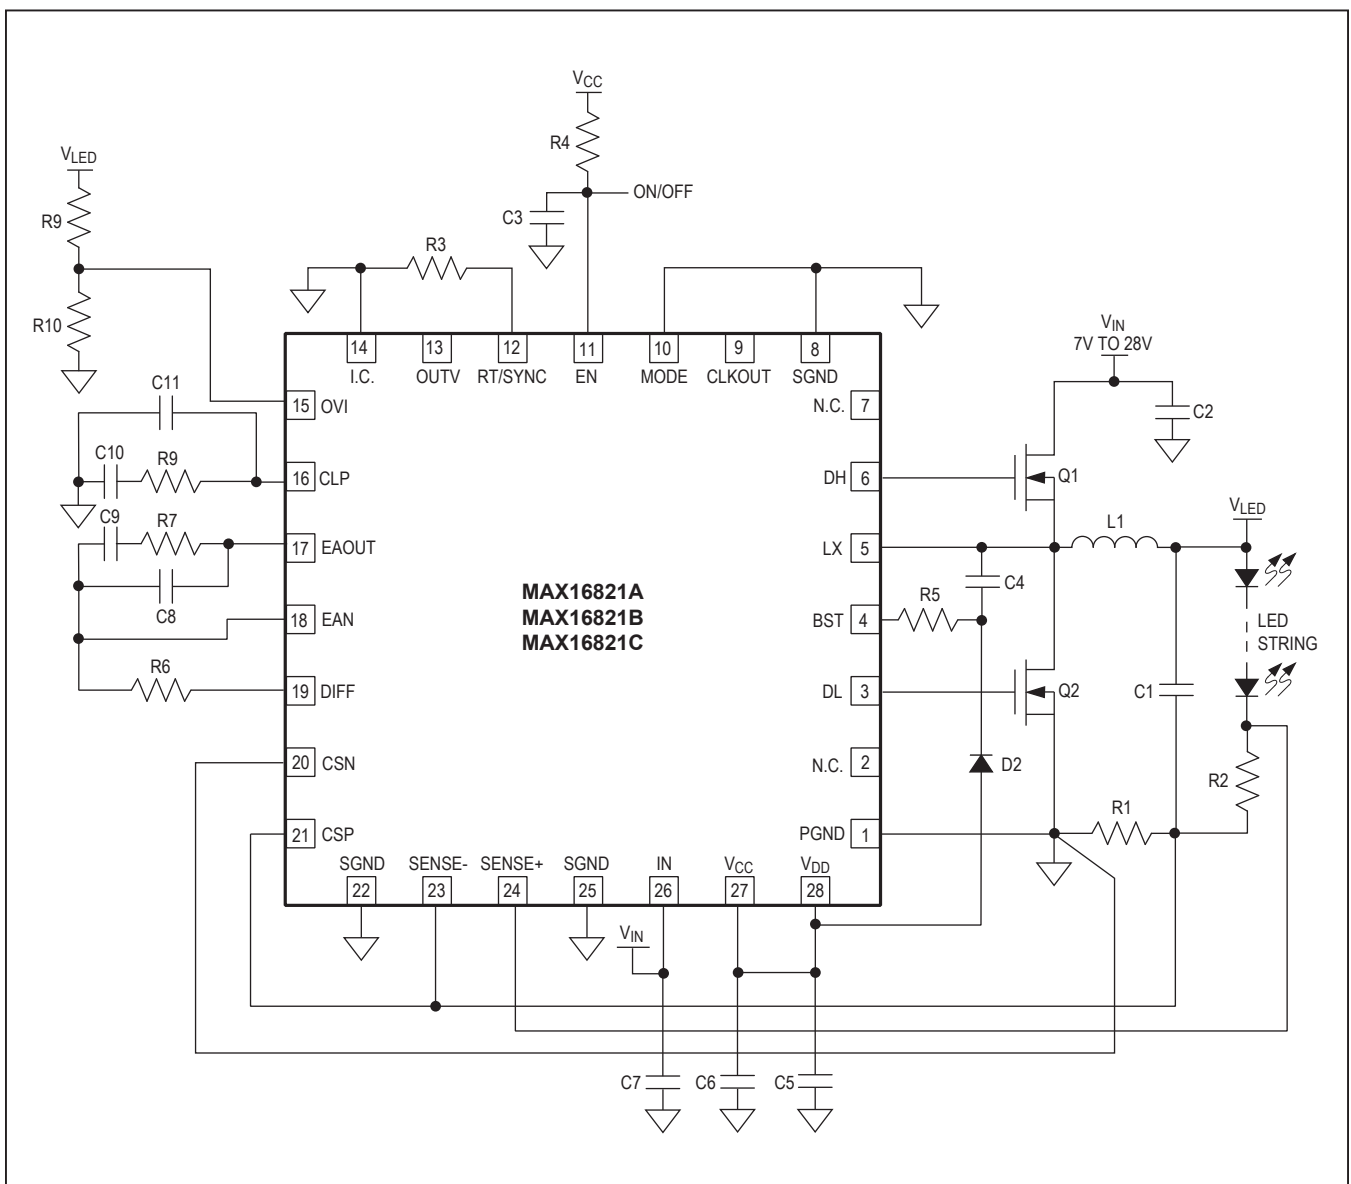 VCC
R4
VLED
ON/OFF
C3
R9
R3
R10
VIN
7V TO 28V
14
13
12
11
10
9
8
I.C.
OUTV
RT/SYNC
EN
MODE
CLKOUT
SGND
C11
15 OVI
N.C. 7
C2
C10
R9
16 CLP
DH 6
Q1
C9
R7
VLED
L1
17 EAOUT
LX 5
C8
C4
MAX16821A
MAX16821B
MAX16821C
R5
18 EAN
BST 4
LED
STRING
R6
19 DIFF
DL 3
Q2
C1
20 CSN
N.C. 2
D2
R2
R1
21 CSP
PGND 1
SGND
SENSE-
SENSE+
SGND
IN
VCC
VDD
22
23
24
25
26
27
28
VIN
C7
C6
C5